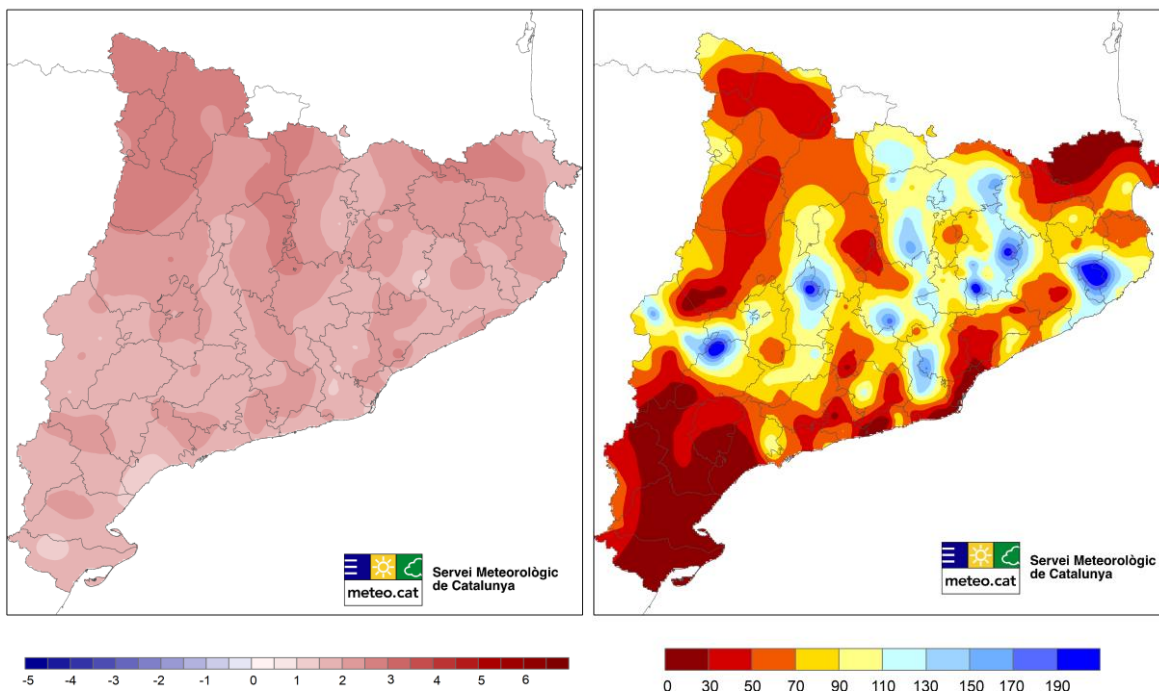 Servei Meteorològic
de Catalunya
meteo.cat
Servei Meteorològic
de Catalunya
meteo.cat
-5 -4 -3 -2 -1 0 1 2 3 4 5 6
0 30 50 70 90 110 130 150 170 190